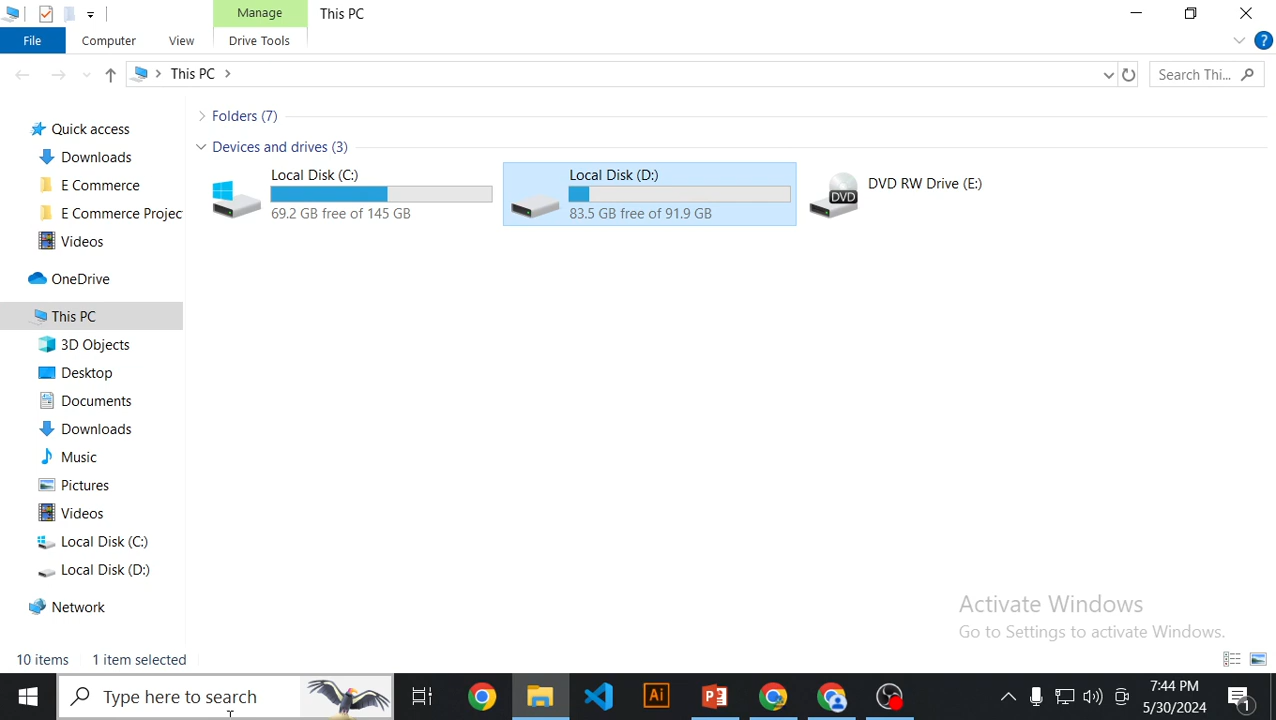 Manage
This PC
File
Computer
View
Drive Tools
This PC
Search Thi...
Quick access
Downloads
E Commerce
E Commerce Projec
Videos
OneDrive
This PC
3D Objects
Desktop
Documents
Downloads
Music
Pictures
Videos
Local Disk (C:)
Local Disk (D:)
Network
Folders (7)
Devices and drives (3)
Local Disk (C:)
69.2 GB free of 145 GB
Local Disk (D:)
83.5 GB free of 91.9 GB
DVD
DVD RW Drive (E:)
Activate Windows
Go to Settings to activate Windows.
10 items
1 item selected
Type here to search
Ai
P
7:44 PM
5/30/2024
1